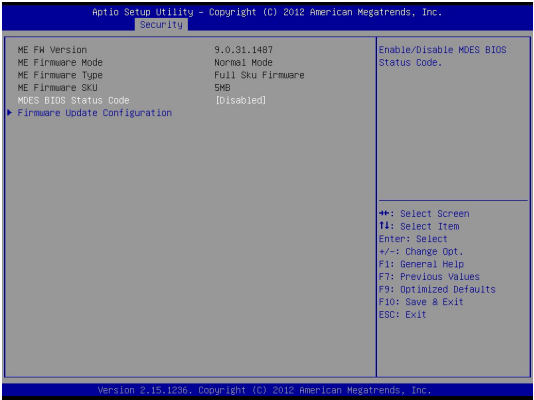 Aptio Setup Utility – Copyright (C) 2012 American Megatrends, Inc.
Security
ME FW Version 9.0.31.1487
ME Firmware Mode Normal Mode
ME Firmware Type Full Sku Firmware
ME Firmware SKU 5MB
MDES BIOS Status Code [Disabled]
Firmware Update Configuration
Enable/Disable MDES BIOS
Status Code.
→←: Select Screen
↑↓: Select Item
Enter: Select
+/-: Change Opt.
F1: General Help
F7: Previous Values
F9: Optimized Defaults
F10: Save & Exit
ESC: Exit
Version 2.15.1236. Copyright (C) 2012 American Megatrends, Inc.